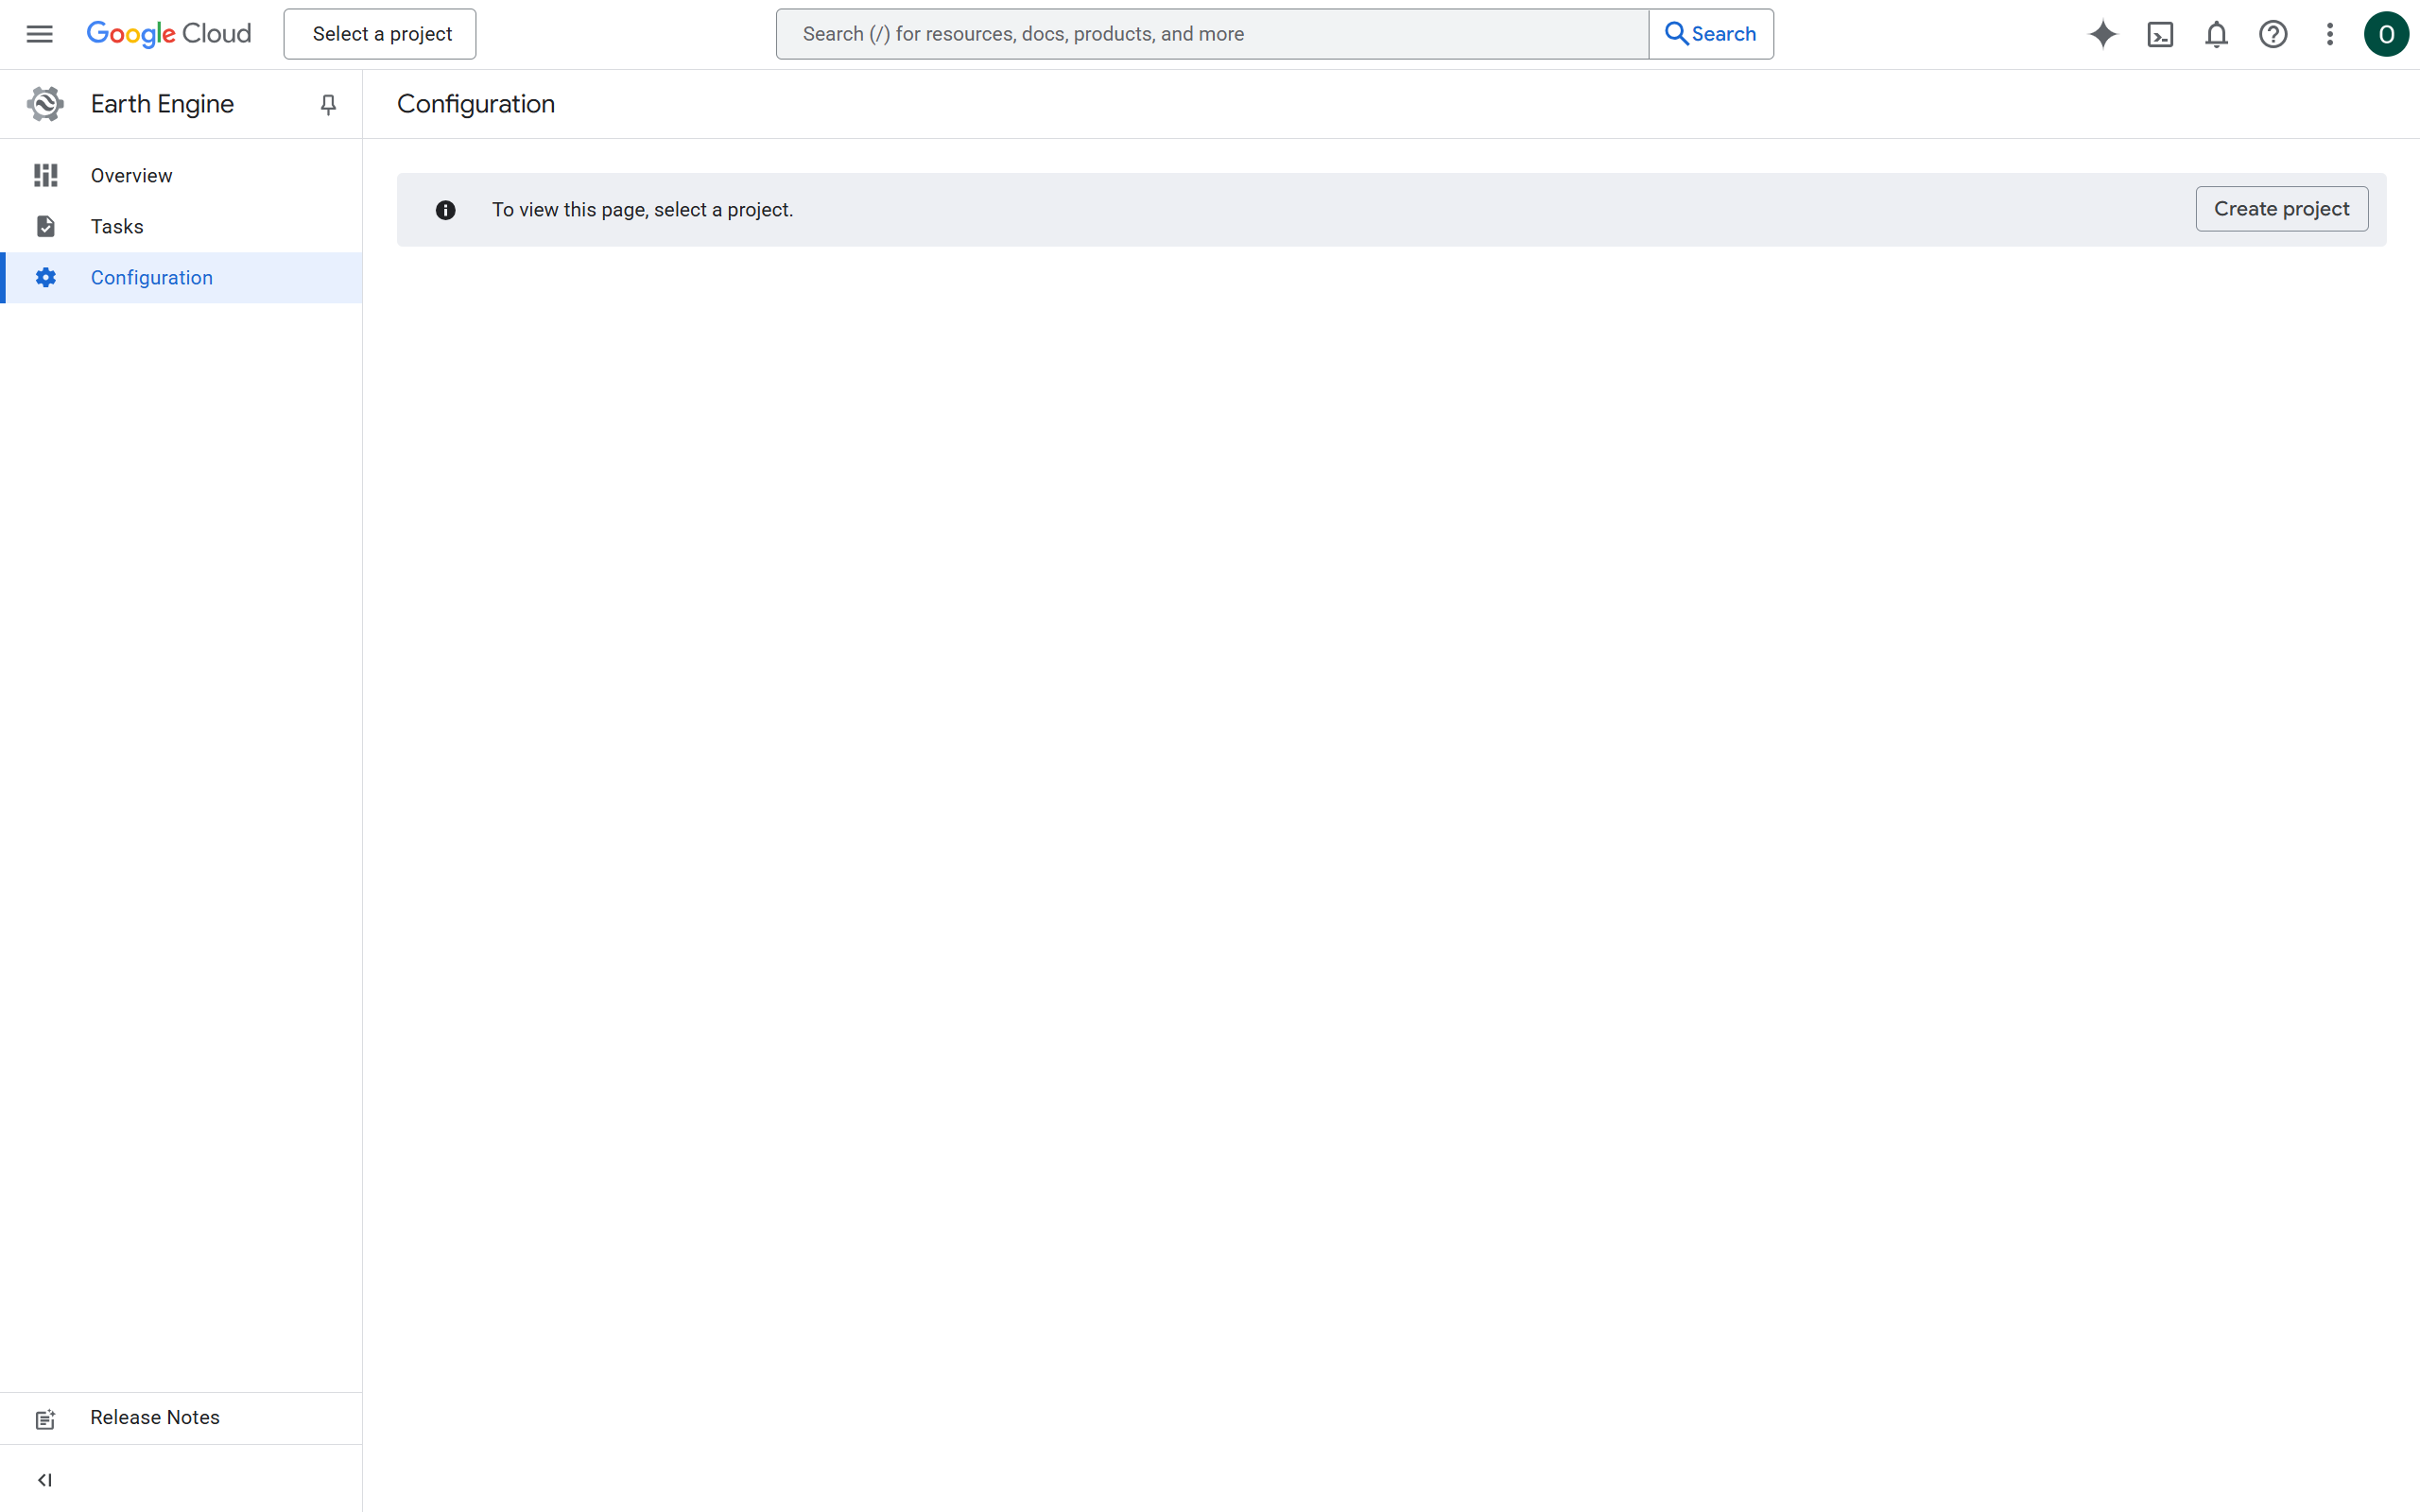 Google Cloud
Select a project
Search (/) for resources, docs, products, and more
Search
O
Earth Engine
Configuration
Overview
Tasks
Configuration
To view this page, select a project.
Create project
Release Notes